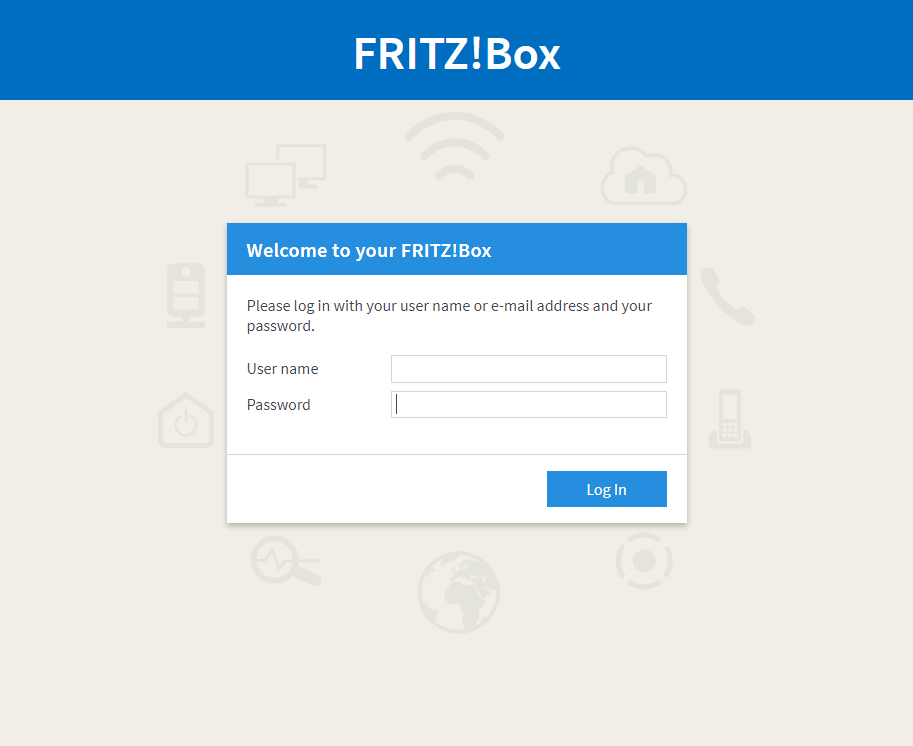 FRITZ!Box
Welcome to your FRITZ!Box
Please log in with your user name or e-mail address and your
password.
User name
Password
Log In